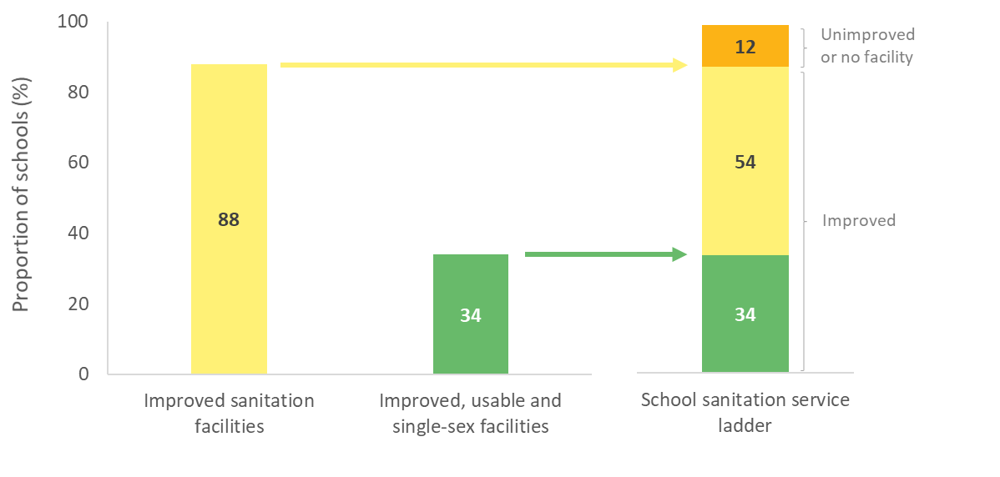 Proportion of schools (%)
100
80
60
40
20
0
88
34
12
54
34
Unimproved
or no facility
Improved
Improved sanitation
facilities
Improved, usable and
single-sex facilities
School sanitation service
ladder